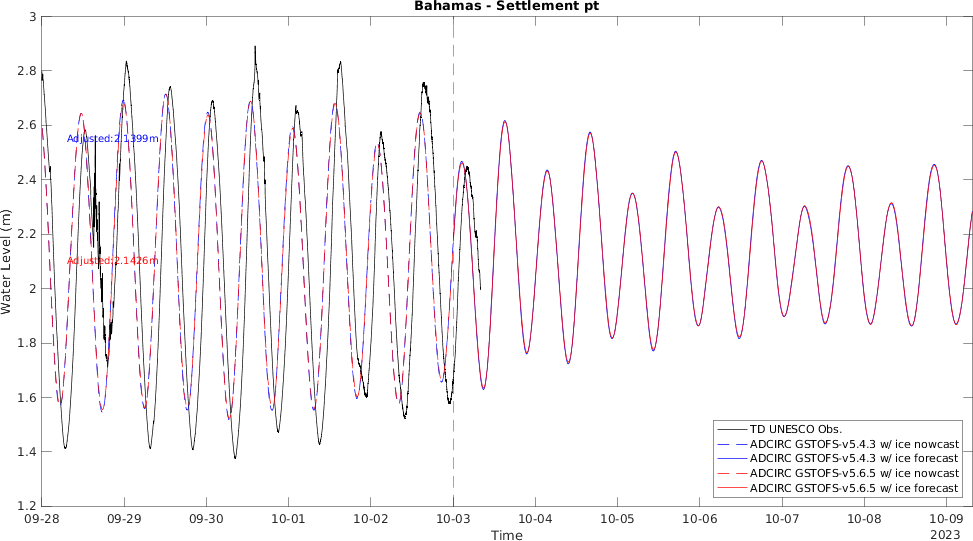 Bahamas - Settlement pt
3
2.8
2.6
2.4
2.2
2
1.8
1.6
1.4
1.2
Water Level (m)
Adjusted:2.1399m
Adjusted:2.1426m
TD UNESCO Obs.
ADCIRC GSTOFS-v5.4.3 w/ ice nowcast
ADCIRC GSTOFS-v5.4.3 w/ ice forecast
ADCIRC GSTOFS-v5.6.5 w/ ice nowcast
ADCIRC GSTOFS-v5.6.5 w/ ice forecast
09-28 09-29 09-30 10-01 10-02 10-03 10-04 10-05 10-06 10-07 10-08 10-09
2023
Time